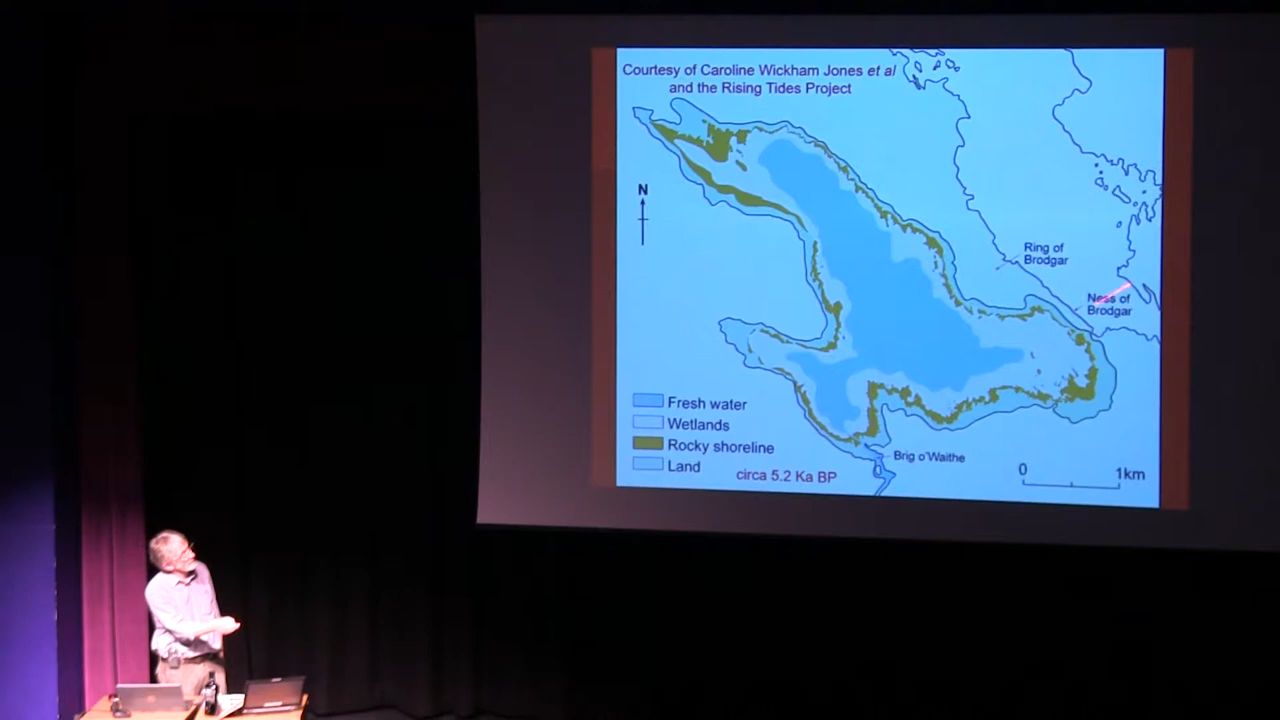 Courtesy of Caroline Wickham Jones et al
and the Rising Tides Project
N
Ring of
Brodgar
Ness of
Brodgar
Fresh water
Wetlands
Rocky shoreline
Land
circa 5.2 Ka BP
Brig o'Waithe
0
1km